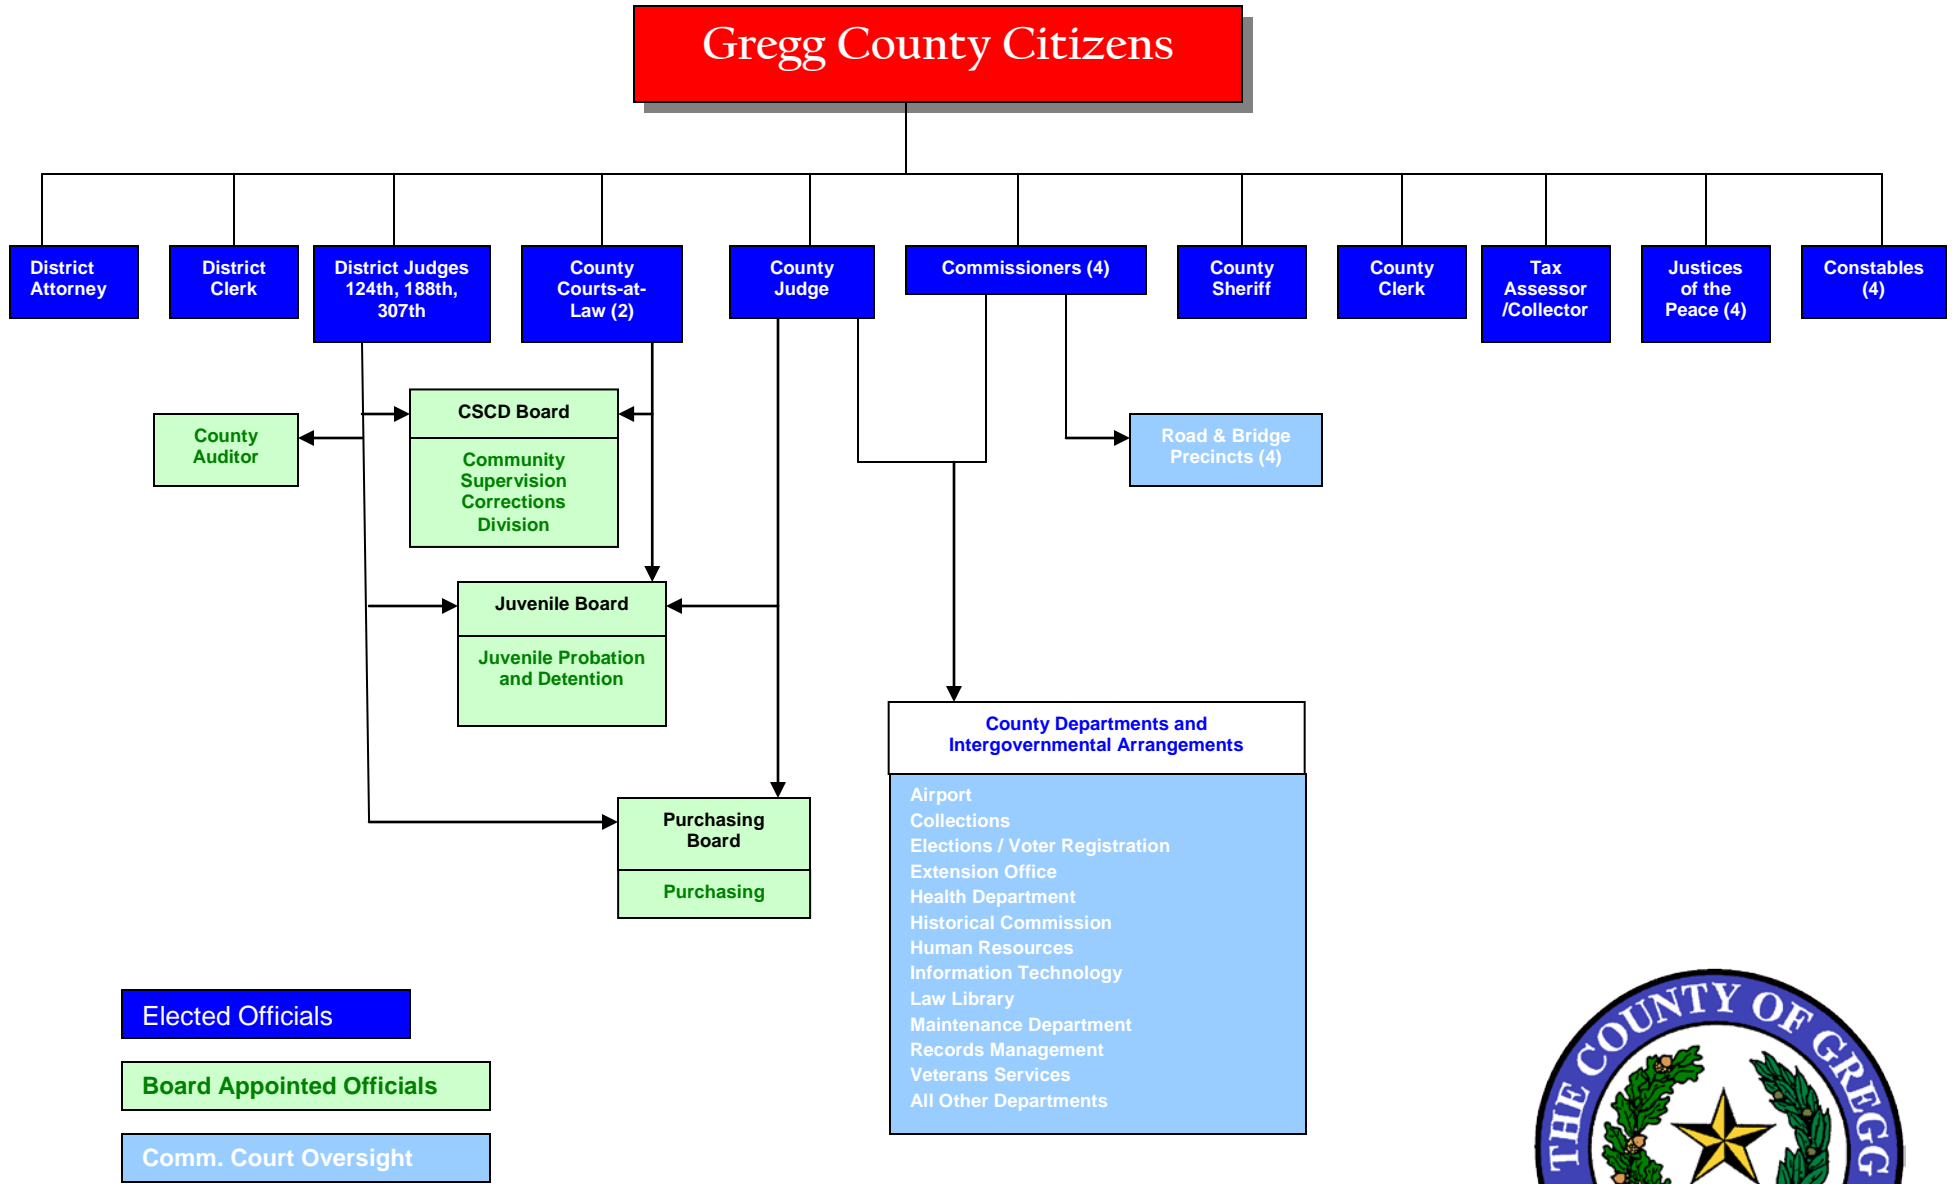 Gregg County Citizens
District
Attorney
District
Clerk
District Judges
124th, 188th,
307th
County
Courts-at-
Law (2)
County
Judge
Commissioners (4)
County
Sheriff
County
Clerk
Tax
Assessor
/Collector
Justices
of the
Peace (4)
Constables
(4)
County
Auditor
CSCD Board
Community
Supervision
Corrections
Division
Road & Bridge
Precincts (4)
Juvenile Board
Juvenile Probation
and Detention
Purchasing
Board
Purchasing
County Departments and
Intergovernmental Arrangements
Airport
Collections
Elections / Voter Registration
Extension Office
Health Department
Historical Commission
Human Resources
Information Technology
Law Library
Maintenance Department
Records Management
Veterans Services
All Other Departments
Elected Officials
Board Appointed Officials
Comm. Court Oversight
THE COUNTY OF GREGG